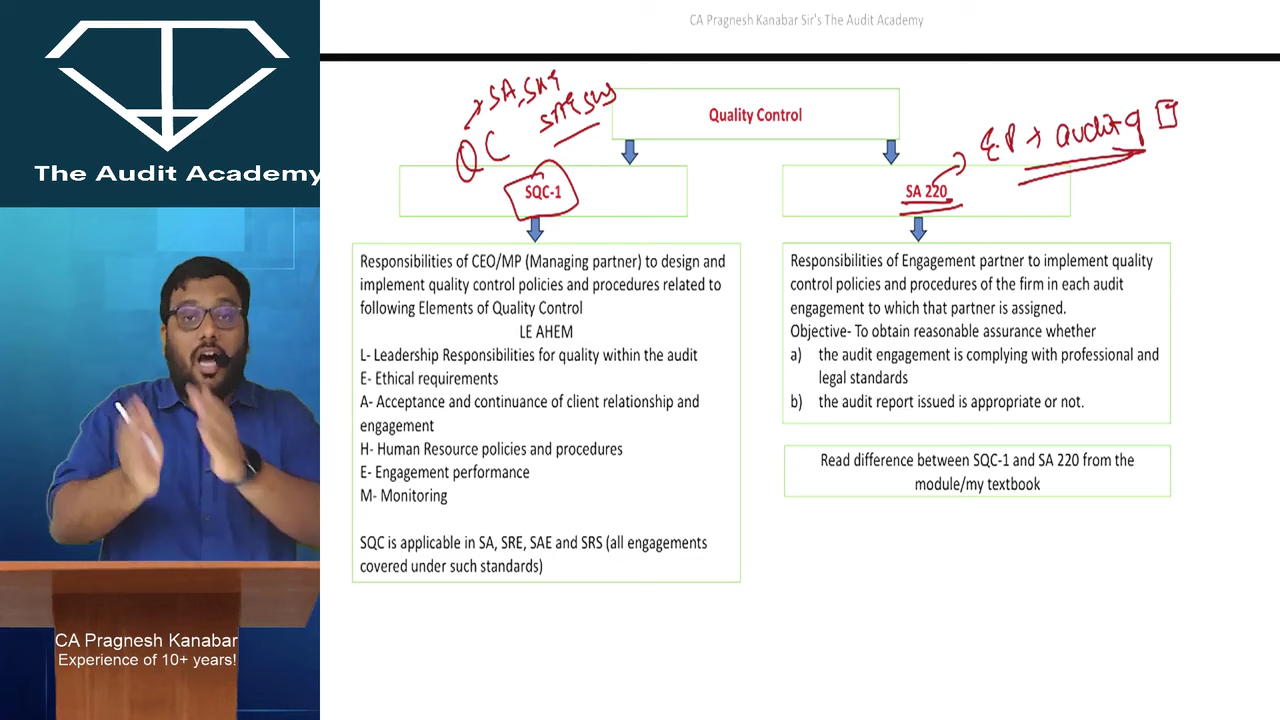 CA Pragnesh Kanabar Sir's The Audit Academy
The Audit Academy
CA Pragnesh Kanabar
Experience of 10+ years!
Quality Control
QC
SA, SRE
SAE, SRS
SQC-1
Responsibilities of CEO/MP (Managing partner) to design and
implement quality control policies and procedures related to
following Elements of Quality Control
LE AHEM
L- Leadership Responsibilities for quality within the audit
E- Ethical requirements
A- Acceptance and continuance of client relationship and
engagement
H- Human Resource policies and procedures
E- Engagement performance
M- Monitoring
SQC is applicable in SA, SRE, SAE and SRS (all engagements
covered under such standards)
EP → audit
SA 220
Responsibilities of Engagement partner to implement quality
control policies and procedures of the firm in each audit
engagement to which that partner is assigned.
Objective- To obtain reasonable assurance whether
a) the audit engagement is complying with professional and
legal standards
b) the audit report issued is appropriate or not.
Read difference between SQC-1 and SA 220 from the
module/my textbook